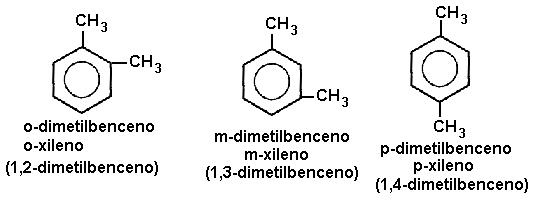 CH3
CH3
o-dimetilbenceno
o-xileno
(1,2-dimetilbenceno)
CH3
CH3
m-dimetilbenceno
m-xileno
(1,3-dimetilbenceno)
CH3
CH3
p-dimetilbenceno
p-xileno
(1,4-dimetilbenceno)